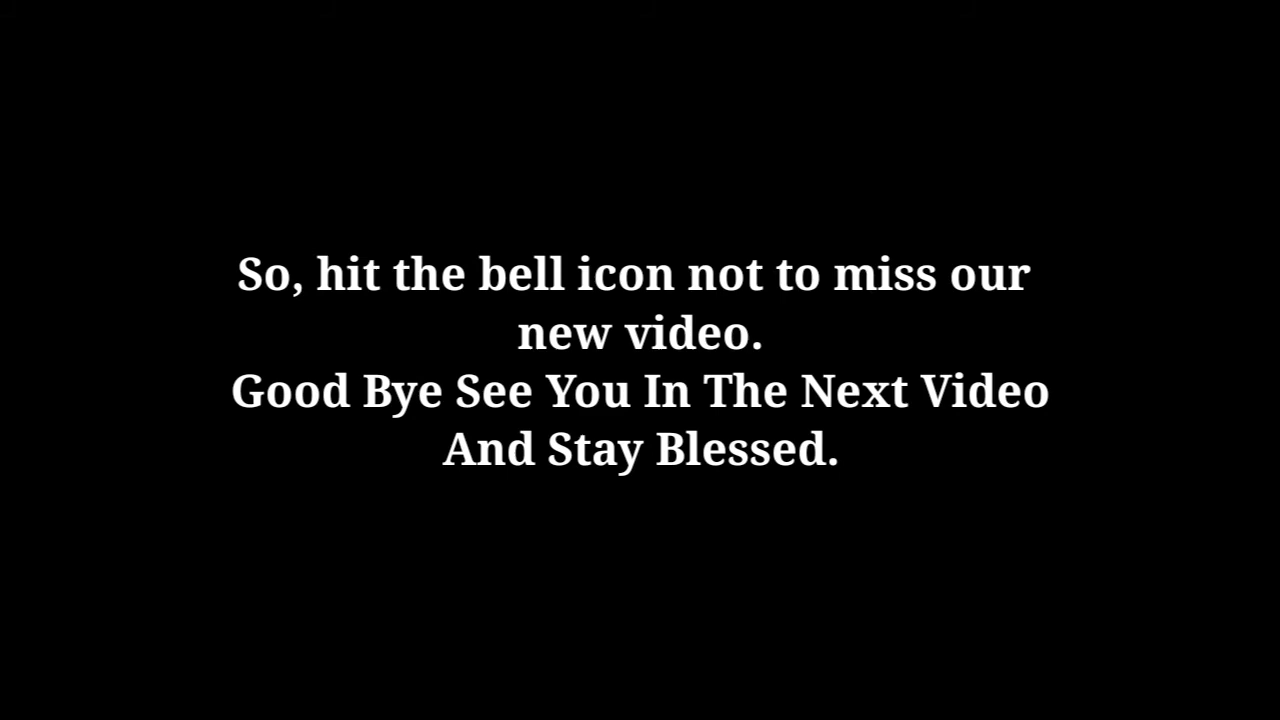 So, hit the bell icon not to miss our
new video.
Good Bye See You In The Next Video
And Stay Blessed.